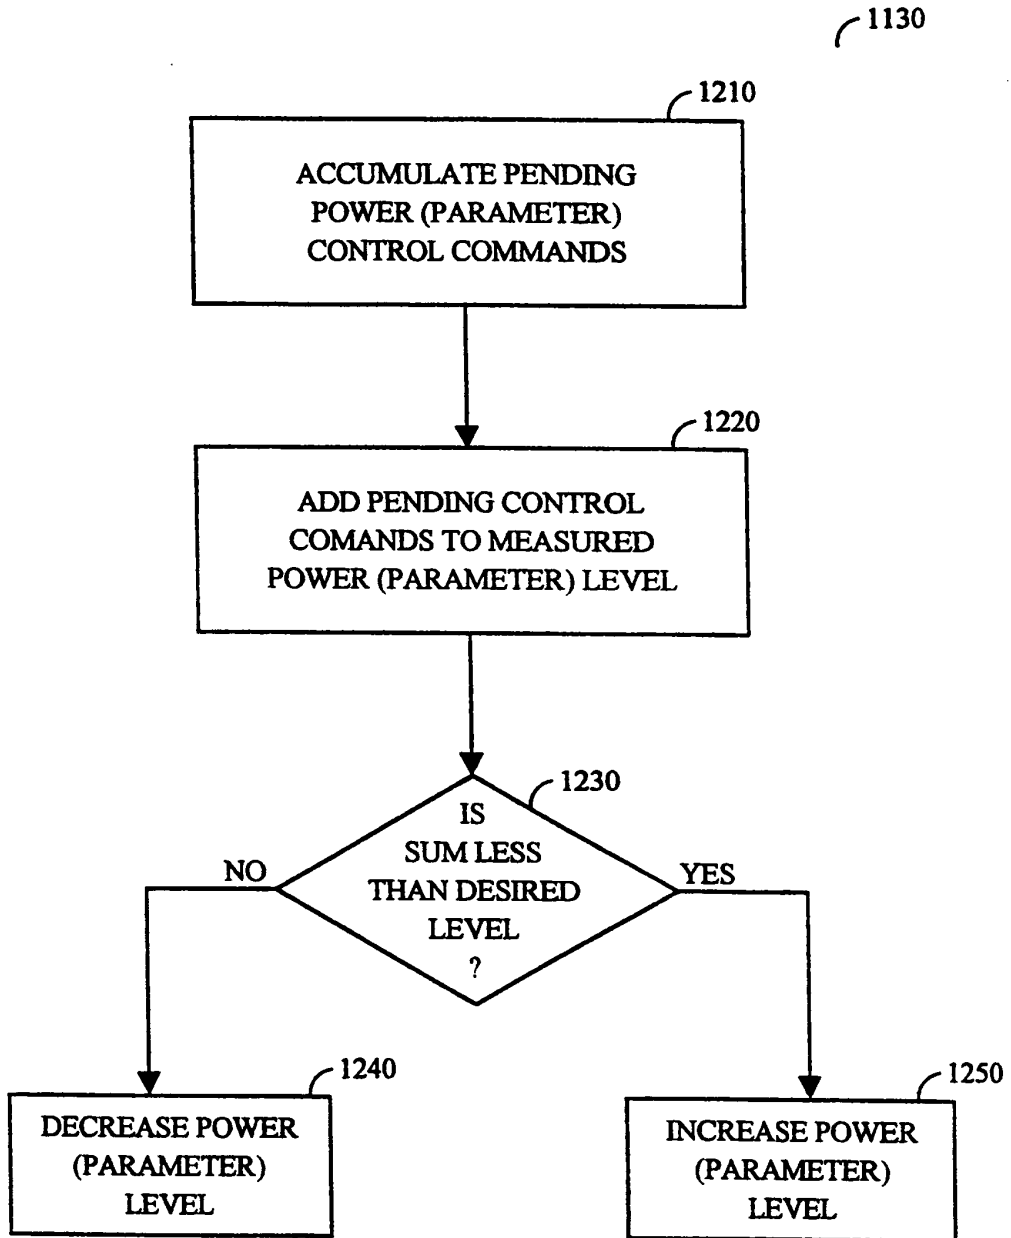 1130
1210
ACCUMULATE PENDING
POWER (PARAMETER)
CONTROL COMMANDS
1220
ADD PENDING CONTROL
COMANDS TO MEASURED
POWER (PARAMETER) LEVEL
1230
IS
SUM LESS
THAN DESIRED
LEVEL
?
NO
YES
1240
DECREASE POWER
(PARAMETER)
LEVEL
1250
INCREASE POWER
(PARAMETER)
LEVEL